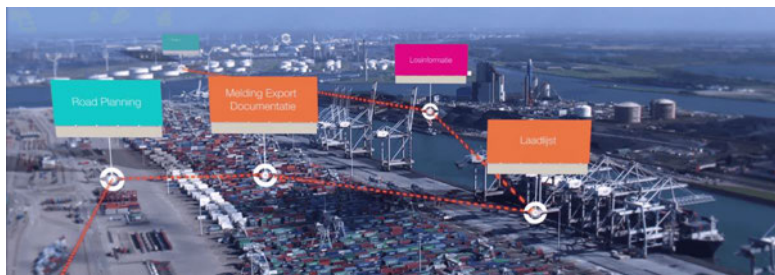 Losinformatie
Road Planning
Melding Export
Documentatie
Laadlijst